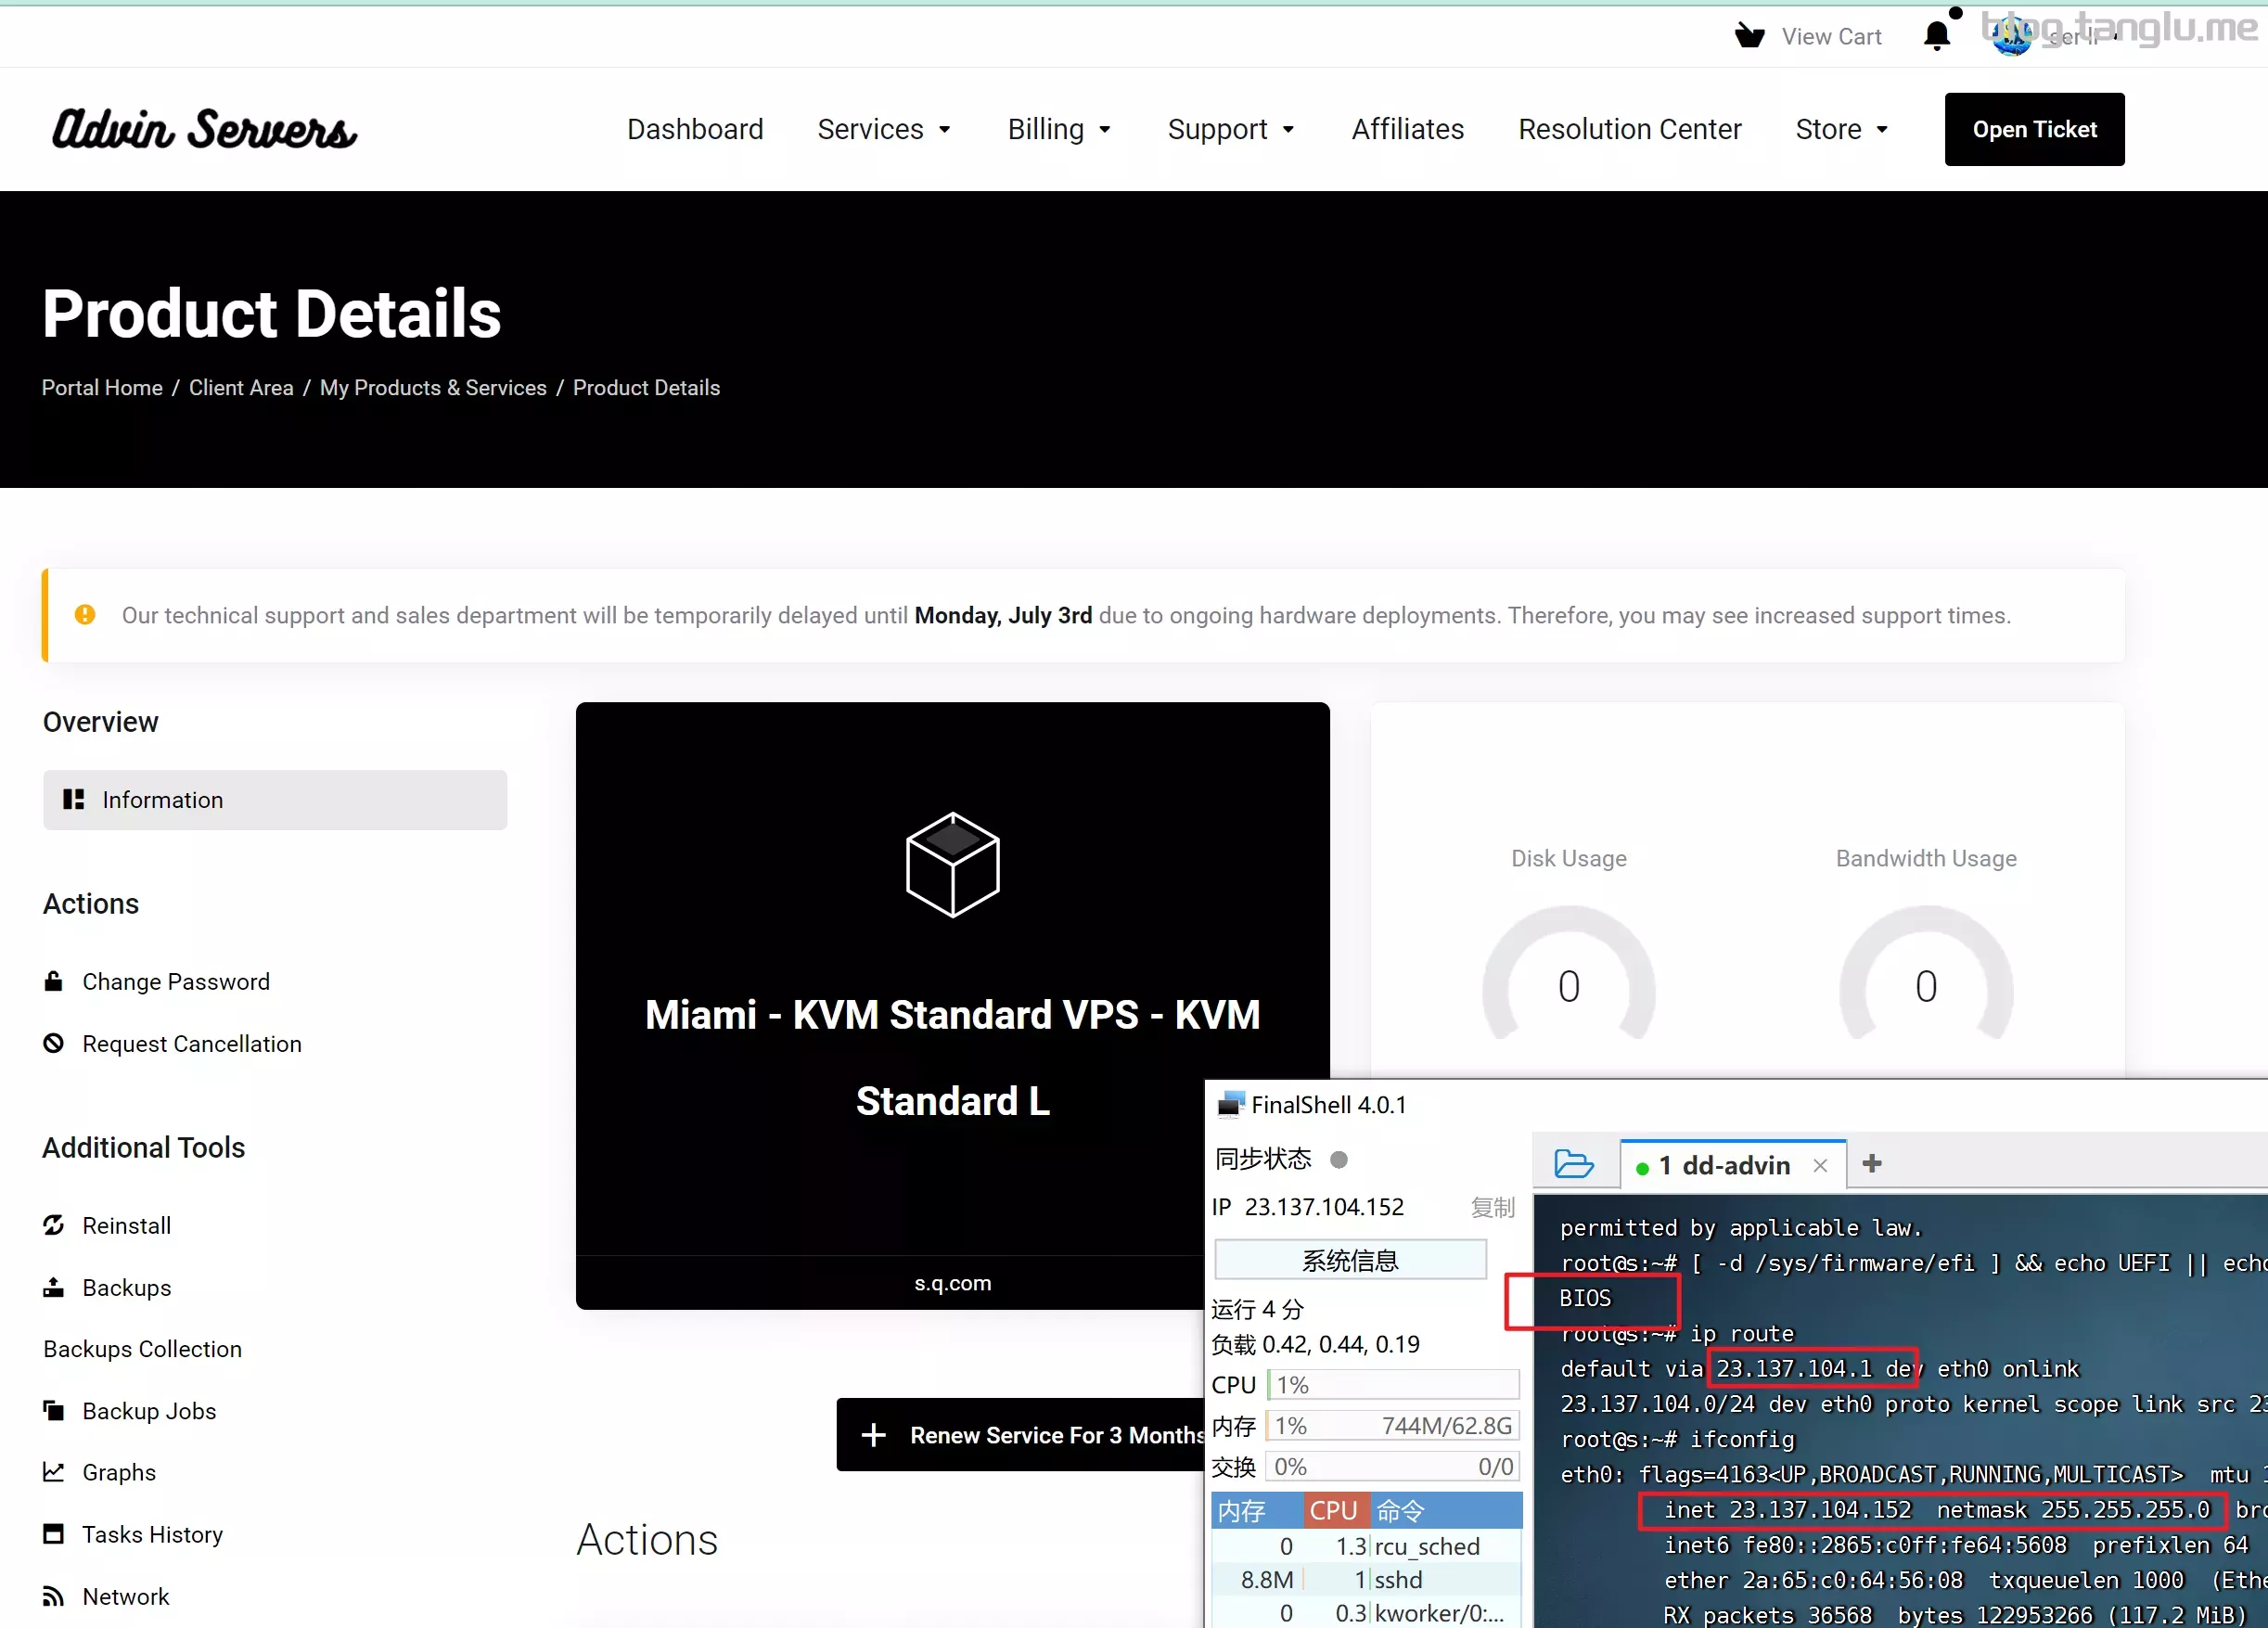 blog.tanglu.me
View Cart
Advin Servers
Dashboard
Services
Billing
Support
Affiliates
Resolution Center
Store
Open Ticket
Product Details
Portal Home / Client Area / My Products & Services / Product Details
Our technical support and sales department will be temporarily delayed until Monday, July 3rd due to ongoing hardware deployments. Therefore, you may see increased support times.
Overview
Information
Actions
Change Password
Request Cancellation
Additional Tools
Reinstall
Backups
Backups Collection
Backup Jobs
Graphs
Tasks History
Network
Miami - KVM Standard VPS - KVM
Standard L
s.q.com
Disk Usage
0
Bandwidth Usage
0
Renew Service For 3 Months
Actions
FinalShell 4.0.1
同步状态
IP 23.137.104.152 复制
系统信息
运行 4 分
负载 0.42, 0.44, 0.19
CPU 1%
内存 1% 744M/62.8G
交换 0% 0/0
内存 CPU 命令
0 1.3 rcu_sched
8.8M 1 sshd
0 0.3 kworker/0:...
1 dd-advin
permitted by applicable law.
root@s:~# [ -d /sys/firmware/efi ] && echo UEFI || echo
BIOS
root@s:~# ip route
default via 23.137.104.1 dev eth0 onlink
23.137.104.0/24 dev eth0 proto kernel scope link src 23
root@s:~# ifconfig
eth0: flags=4163<UP,BROADCAST,RUNNING,MULTICAST> mtu
inet 23.137.104.152 netmask 255.255.255.0
inet6 fe80::2865:c0ff:fe64:5608 prefixlen 64
ether 2a:65:c0:64:56:08 txqueuelen 1000
RX packets 36568 bytes 122953266 (117.2 MiB)